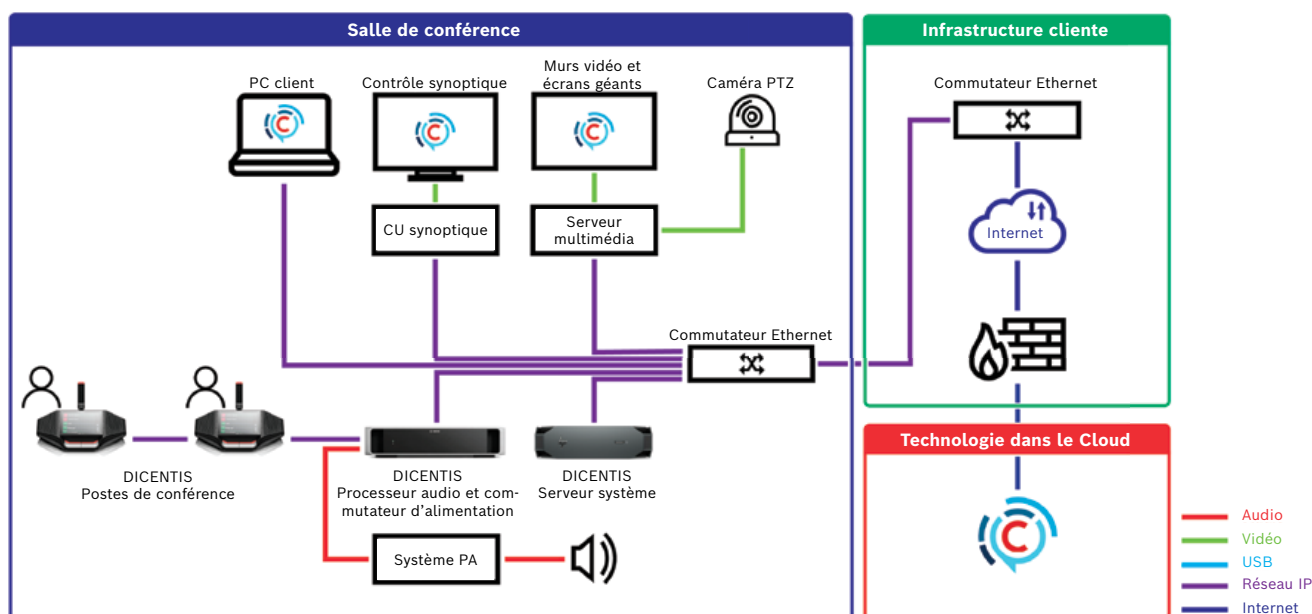 Salle de conférence
Infrastructure cliente
PC client
Contrôle synoptique
Murs vidéo et
écrans géants
Caméra PTZ
Commutateur Ethernet
C
C
C
CU synoptique
Serveur
multimédia
Internet
Commutateur Ethernet
DICENTIS
Postes de conférence
DICENTIS
Processeur audio et com-
mutateur d'alimentation
DICENTIS
Serveur système
Système PA
Technologie dans le Cloud
C
Audio
Vidéo
USB
Réseau IP
Internet